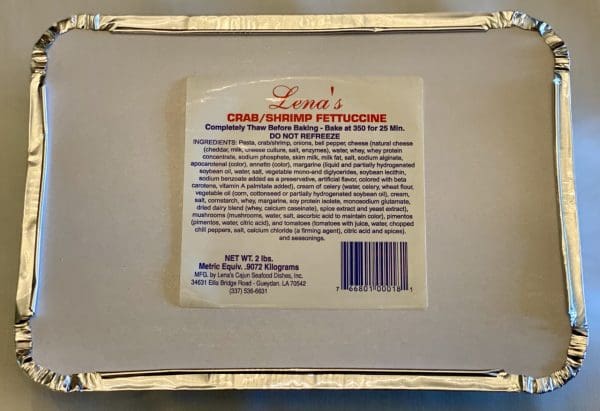 Lena's
CRAB/SHRIMP FETTUCCINE
Completely Thaw Before Baking - Bake at 350 for 25 Min.
DO NOT REFREEZE
INGREDIENTS: Pasta, crab/shrimp, onions, bell pepper, cheese (natural cheese
(cheddar, milk, cheese culture, salt, enzymes), water, whey, whey protein
concentrate, sodium phosphate, skim milk, milk fat, salt, sodium alginate,
apocarotenal (color), annetto (color), margarine (liquid and partially hydrogenated
soybean oil, water, salt, vegetable mono-and diglycerides, soybean lecithin,
sodium benzoate added as a preservative, artificial flavor, colored with beta
carotens, vitamin A palmitate added), cream of celery (water, celery, wheat flour,
vegetable oil (corn, cottonseed or partially hydrogenated soybean oil), cream,
salt, cornstarch, whey, margarine, soy protein isolate, monosodium glutamate,
dried dairy blend (whey, calcium caseinate), spice extract and yeast extract),
mushrooms (mushrooms, water, salt, ascorbic acid to maintain color), pimentos
(pimentos, water, citric acid), and tomatoes (tomatoes with juice, water, chopped
chili peppers, salt, calcium chloride (a firming agent), citric acid and spices).
and seasonings.
NET WT. 2 lbs.
Metric Equiv. .9072 Kilograms
MFG. by Lena's Cajun Seafood Dishes, Inc.
34631 Ella Bridge Road - Gueydan, LA 70542
(337) 536-6631
7 66801 00018 1